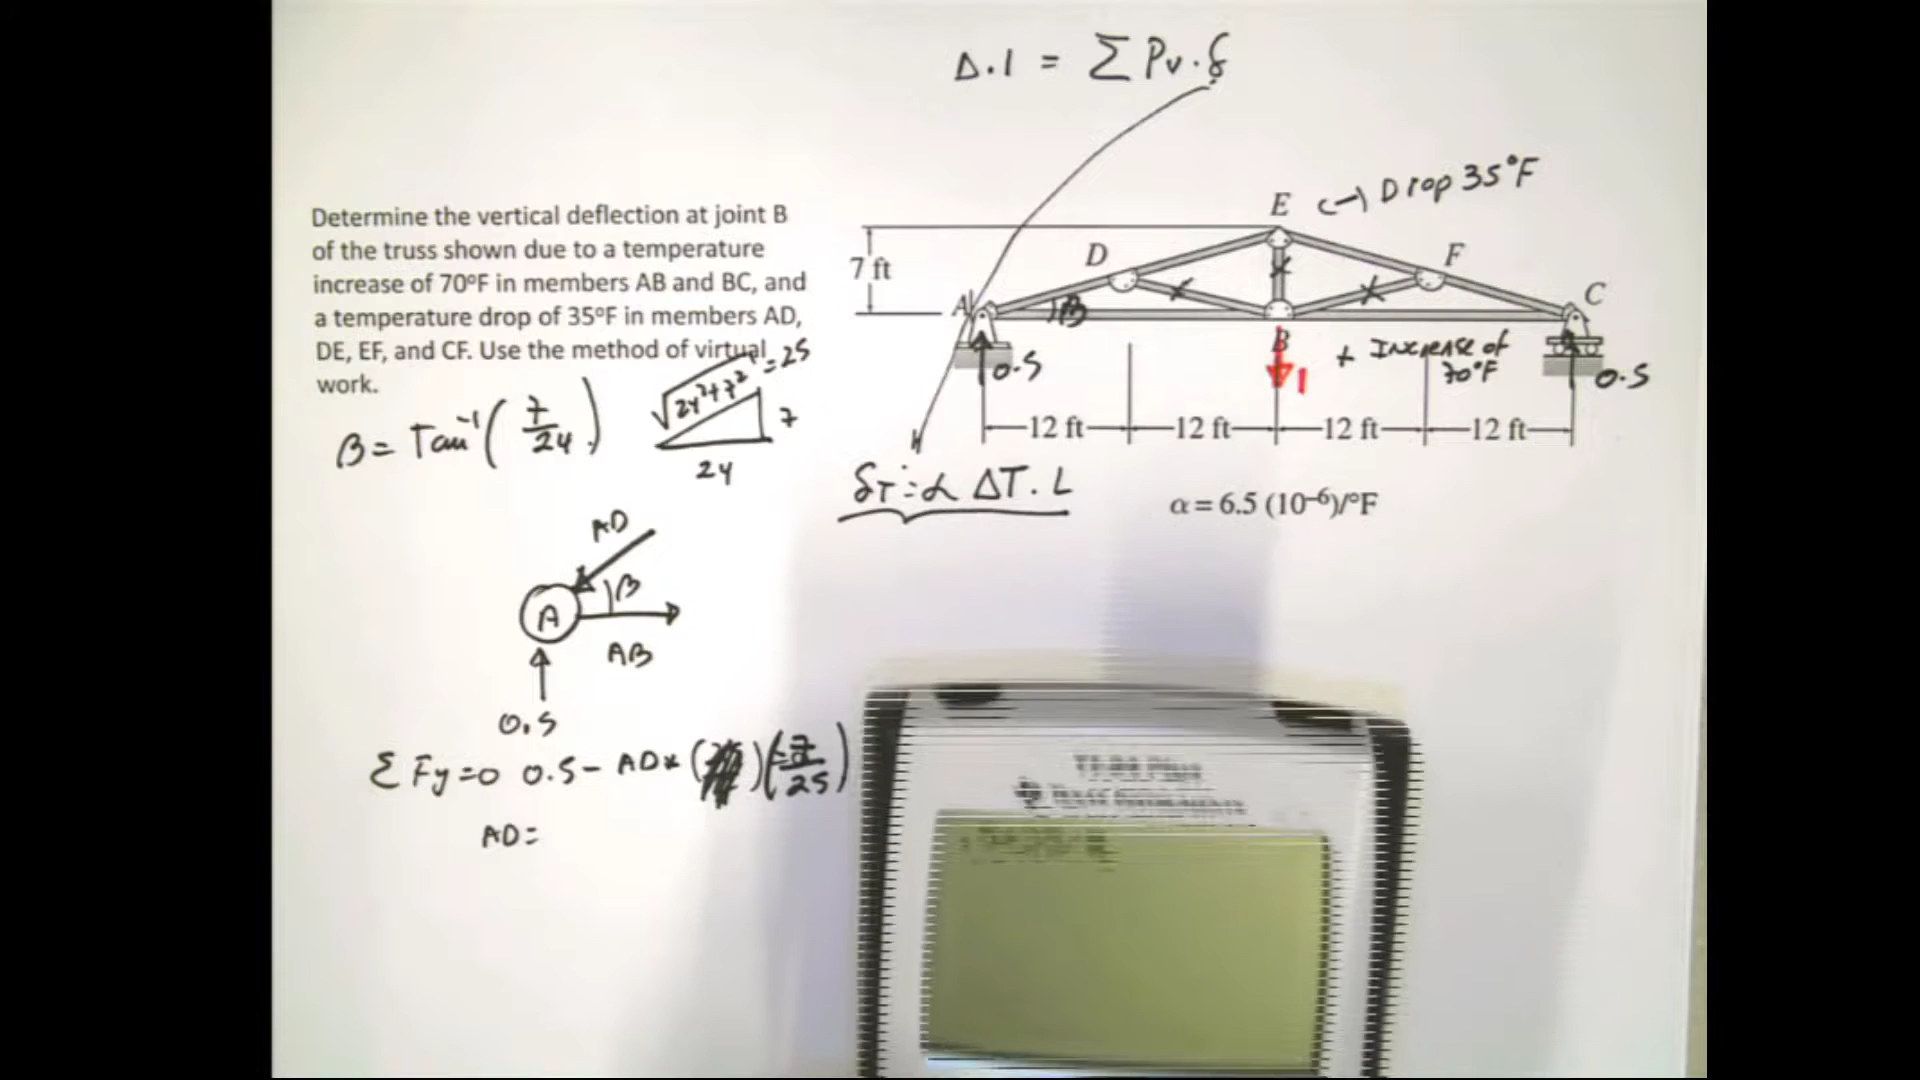 Δ.1 = Σ Pv.δ
Determine the vertical deflection at joint B
of the truss shown due to a temperature
increase of 70ºF in members AB and BC, and
a temperature drop of 35ºF in members AD,
DE, EF, and CF. Use the method of virtual
work.
E (-) Drop 35°F
D
F
7 ft
A
β
C
B
+ Increase of
70°F
0.5
1
0.5
12 ft
12 ft
12 ft
12 ft
β = Tan⁻¹(7/24)
√24²+7² = 25
7
24
δT = α ΔT.L
α = 6.5 (10⁻⁶)/°F
AD
β
A
AB
0.5
ΣFy=0 0.5 - AD* (7/25)
AD=